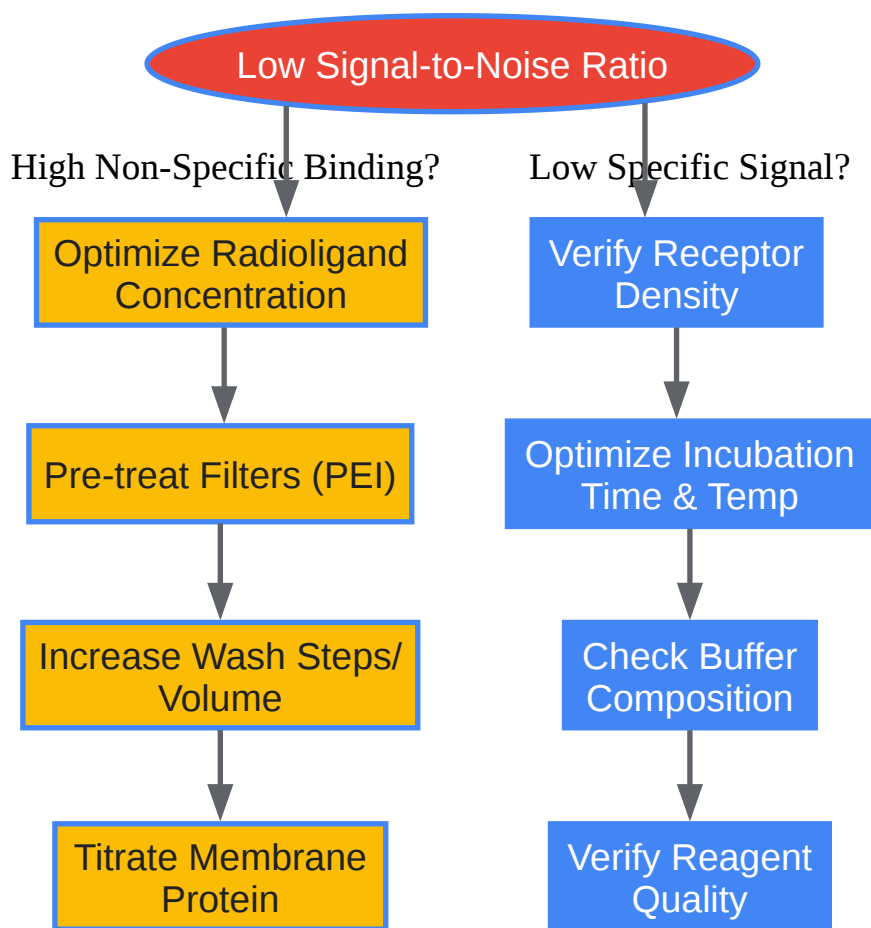 Low Signal-to-Noise Ratio
High Non-Specific Binding?
Low Specific Signal?
Optimize Radioligand
Concentration
Verify Receptor
Density
Pre-treat Filters (PEI)
Optimize Incubation
Time & Temp
Increase Wash Steps/
Volume
Check Buffer
Composition
Titrate Membrane
Protein
Verify Reagent
Quality